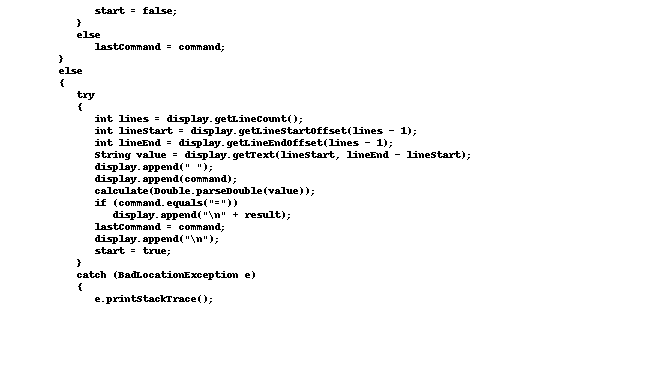 start = false;
}
else
lastCommand = command;
}
else
{
try
{
int lines = display.getLineCount();
int lineStart = display.getLineStartOffset(lines - 1);
int lineEnd = display.getLineEndOffset(lines - 1);
String value = display.getText(lineStart, lineEnd - lineStart);
display.append(" ");
display.append(command);
calculate(Double.parseDouble(value));
if (command.equals("="))
display.append("\n" + result);
lastCommand = command;
display.append("\n");
start = true;
}
catch (BadLocationException e)
{
e.printStackTrace();